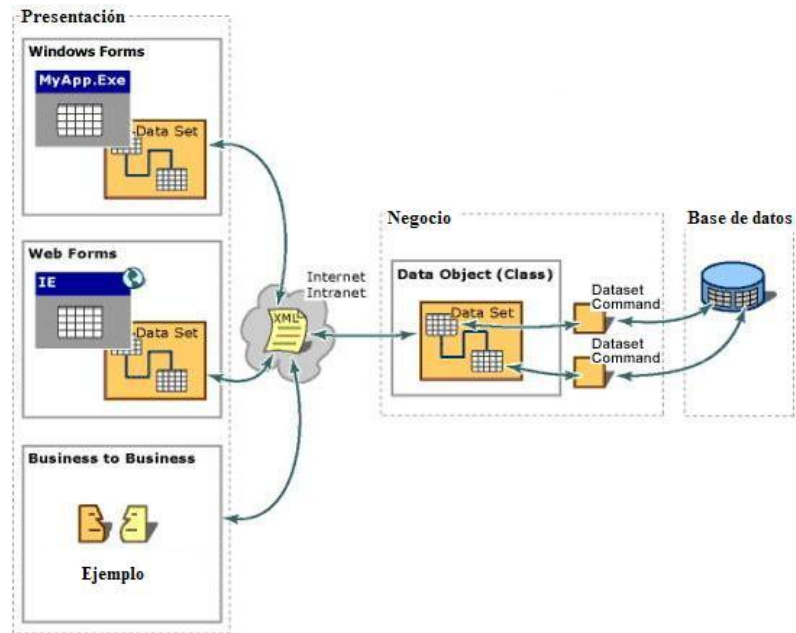 Presentación
Windows Forms
MyApp.Exe
Data Set
Web Forms
IE
Data Set
Business to Business
Ejemplo
Internet
Intranet
XML
Negocio
Data Object (Class)
Data Set
Dataset
Command
Dataset
Command
Base de datos